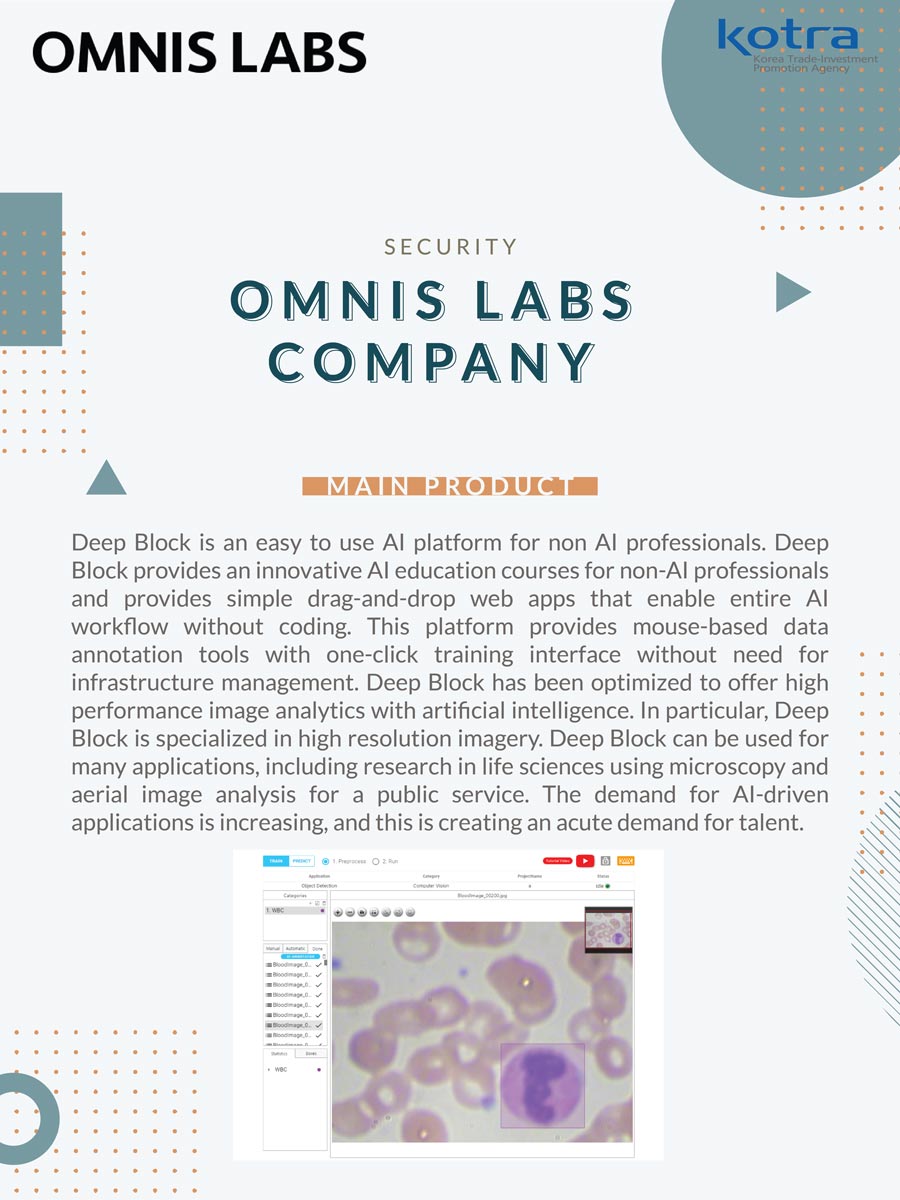 OMNIS LABS
kotra
Korea Trade-Investment
Promotion Agency
SECURITY
OMNIS LABS
COMPANY
MAIN PRODUCT
Deep Block is an easy to use AI platform for non AI professionals. Deep
Block provides an innovative AI education courses for non-AI professionals
and provides simple drag-and-drop web apps that enable entire AI
workflow without coding. This platform provides mouse-based data
annotation tools with one-click training interface without need for
infrastructure management. Deep Block has been optimized to offer high
performance image analytics with artificial intelligence. In particular, Deep
Block is specialized in high resolution imagery. Deep Block can be used for
many applications, including research in life sciences using microscopy and
aerial image analysis for a public service. The demand for AI-driven
applications is increasing, and this is creating an acute demand for talent.
TRAIN PREDICT 1. Preprocess 2. Run Tutorial Video
Application Category ProjectName Status
Object Detection Computer Vision Idle
Categories BloodImage_00200.jpg
1. WBC
Manual Automatic Done
BloodImage_0...
BloodImage_0...
BloodImage_0...
BloodImage_0...
BloodImage_0...
BloodImage_0...
BloodImage_0...
BloodImage_0...
BloodImage_0...
Statistics Boxes
WBC